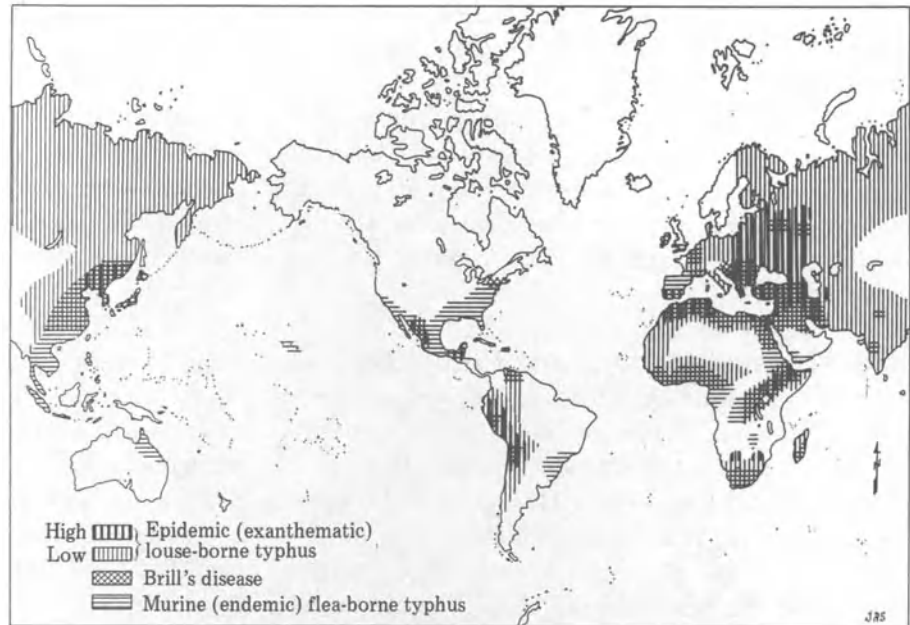 High } Epidemic (exanthematic)
Low } louse-borne typhus
Brill's disease
Murine (endemic) flea-borne typhus
JRS